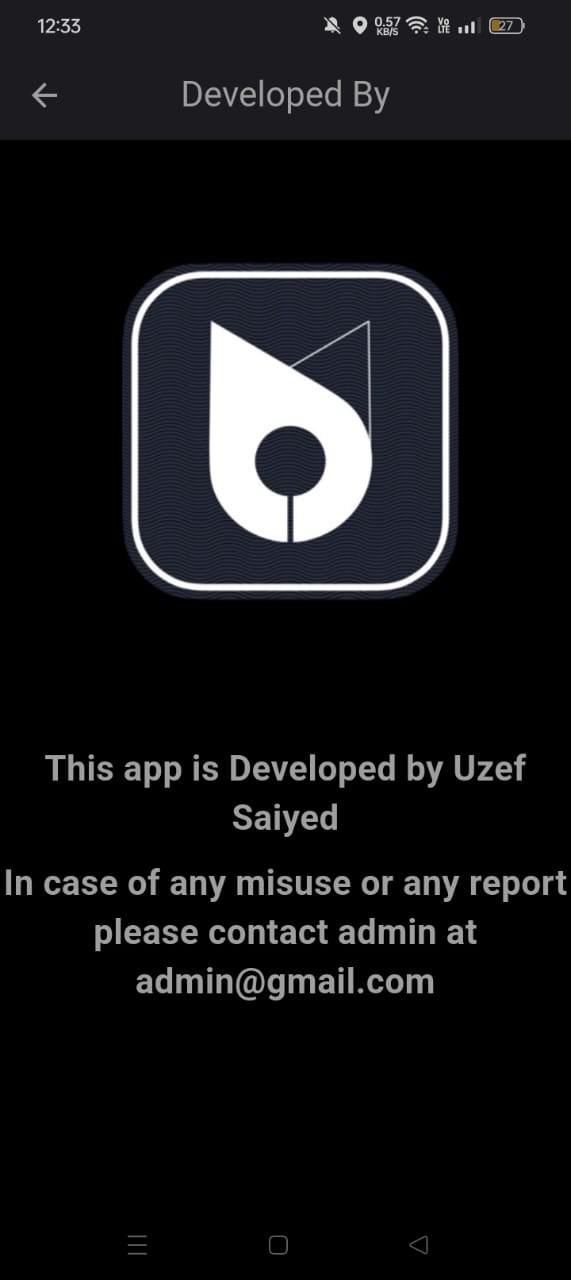 12:33
0.57
KB/S
Vo
LTE
27
Developed By
This app is Developed by Uzef
Saiyed
In case of any misuse or any report
please contact admin at
admin@gmail.com